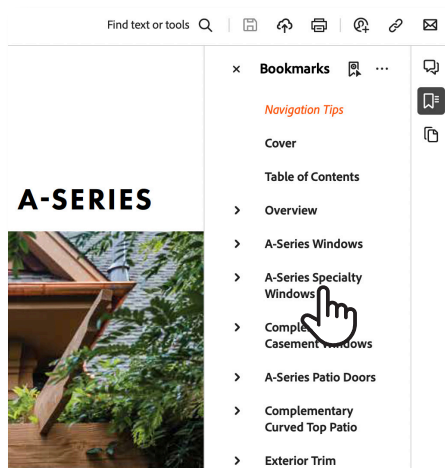 Find text or tools
Bookmarks
Navigation Tips
Cover
Table of Contents
A-SERIES
Overview
A-Series Windows
A-Series Specialty
Windows
Casement Windows
A-Series Patio Doors
Complementary
Curved Top Patio
Exterior Trim